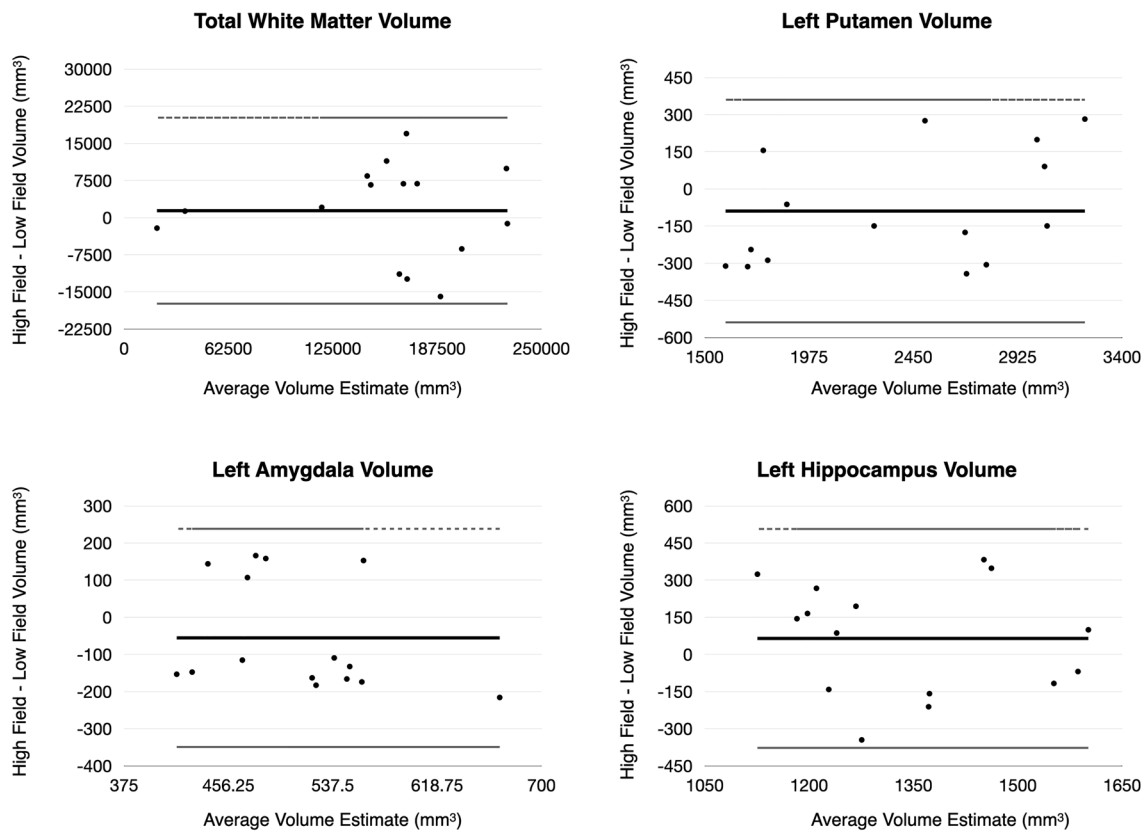 Total White Matter Volume
High Field - Low Field Volume (mm³)
30000
22500
15000
7500
0
-7500
-15000
-22500
0 62500 125000 187500 250000
Average Volume Estimate (mm³)
Left Putamen Volume
High Field - Low Field Volume (mm³)
450
300
150
0
-150
-300
-450
-600
1500 1975 2450 2925 3400
Average Volume Estimate (mm³)
Left Amygdala Volume
High Field - Low Field Volume (mm³)
300
200
100
0
-100
-200
-300
-400
375 456.25 537.5 618.75 700
Average Volume Estimate (mm³)
Left Hippocampus Volume
High Field - Low Field Volume (mm³)
600
450
300
150
0
-150
-300
-450
1050 1200 1350 1500 1650
Average Volume Estimate (mm³)